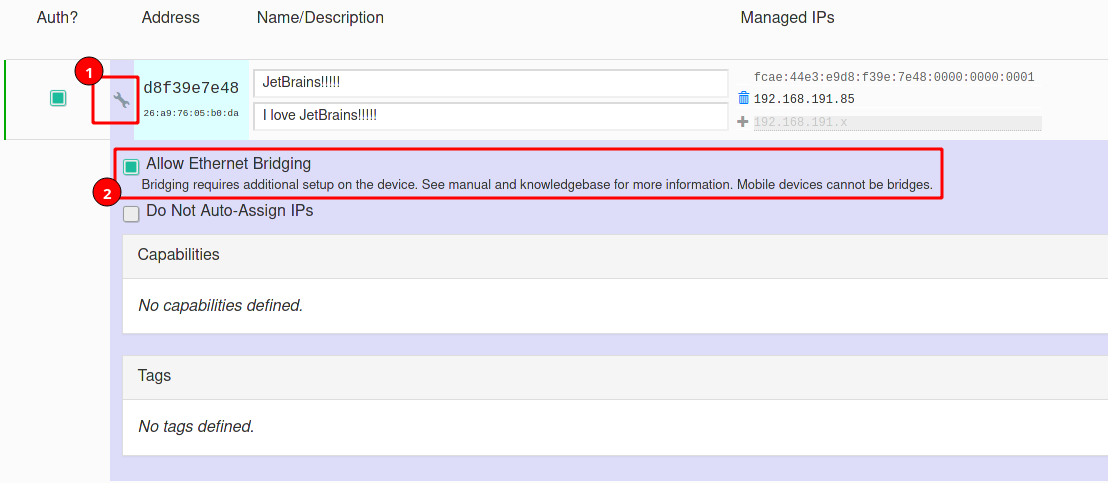 Auth?
Address
Name/Description
Managed IPs
1
d8f39e7e48
26:a9:76:05:b0:da
JetBrains!!!!!
I love JetBrains!!!!!
fcae:44e3:e9d8:f39e:7e48:0000:0000:0001
192.168.191.85
192.168.191.x
2
Allow Ethernet Bridging
Bridging requires additional setup on the device. See manual and knowledgebase for more information. Mobile devices cannot be bridges.
Do Not Auto-Assign IPs
Capabilities
No capabilities defined.
Tags
No tags defined.